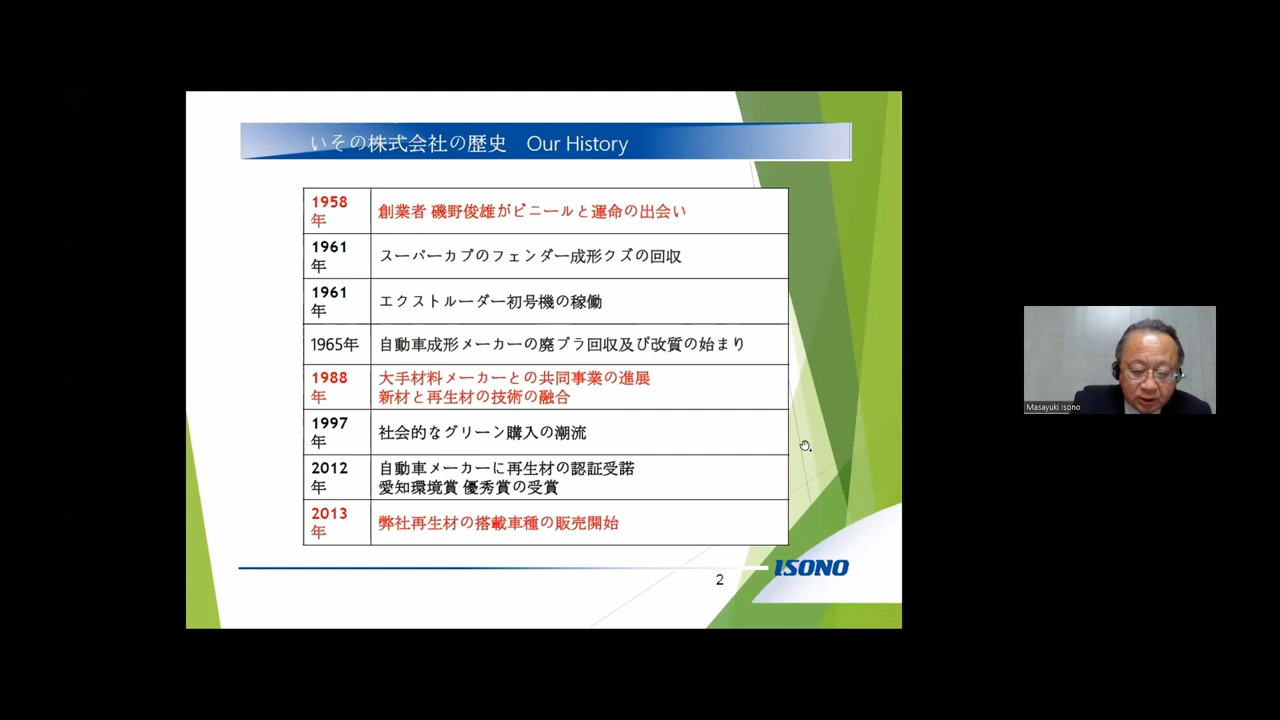 いその株式会社の歴史 Our History
1958
年
創業者 磯野俊雄がビニールと運命の出会い
1961
年
スーパーカブのフェンダー成形クズの回収
1961
年
エクストルーダー初号機の稼働
1965年
自動車成形メーカーの廃プラ回収及び改質の始まり
1988
年
大手材料メーカーとの共同事業の進展
新材と再生材の技術の融合
1997
年
社会的なグリーン購入の潮流
2012
年
自動車メーカーに再生材の認証受諾
愛知環境賞 優秀賞の受賞
2013
年
弊社再生材の搭載車種の販売開始
ISONO
2
Masayuki Isono